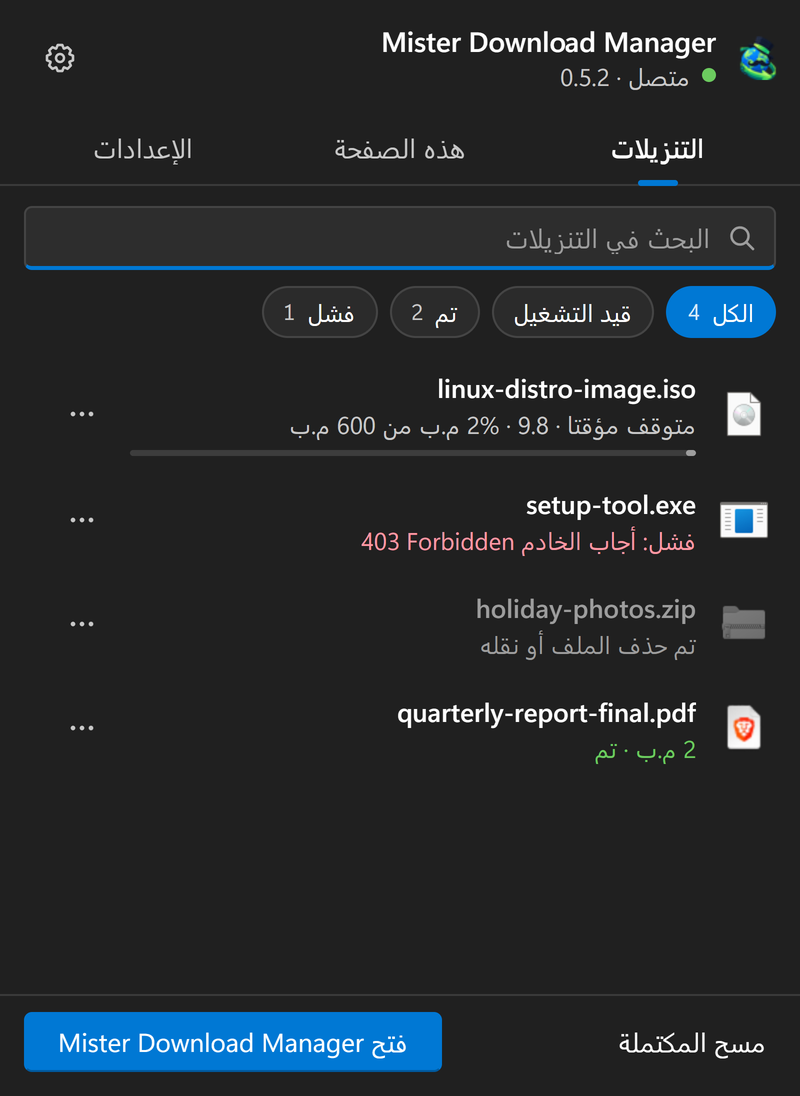 Mister Download Manager
متصل · 0.5.2
التنزيلات
هذه الصفحة
الإعدادات
البحث في التنزيلات
الكل 4
قيد التشغيل
تم 2
فشل 1
linux-distro-image.iso
متوقف مؤقتا · 2% · 9.8 م.ب من 600 م.ب
setup-tool.exe
فشل: أجاب الخادم 403 Forbidden
holiday-photos.zip
تم حذف الملف أو نقله
quarterly-report-final.pdf
2 م.ب · تم
مسح المكتملة
فتح Mister Download Manager